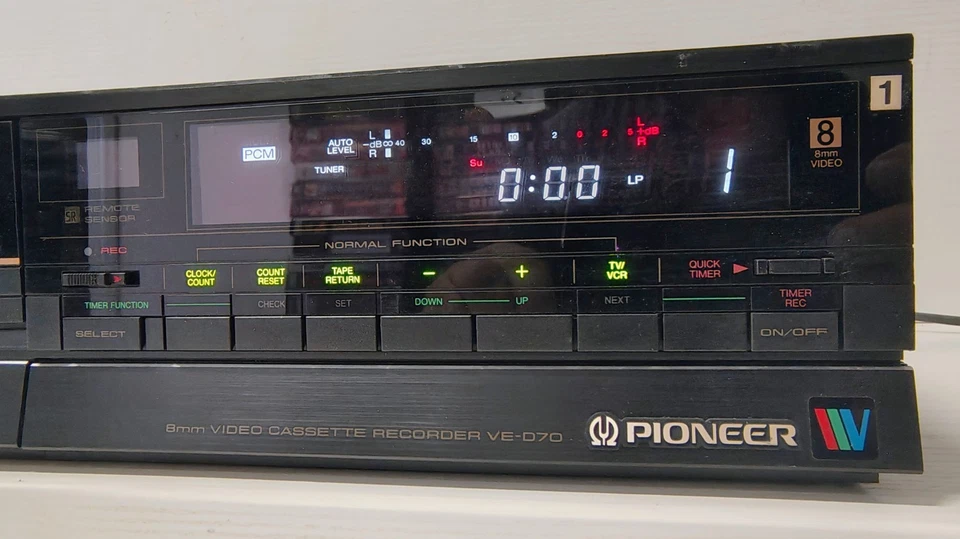 1
8
8mm
VIDEO
PCM
AUTO
LEVEL
L
-dB ∞ 40 30 15 10 2 0 2 5 +dB
R
L
R
TUNER
Su
0:00 LP 1
SR REMOTE
SENSOR
REC
NORMAL FUNCTION
CLOCK/
COUNT
COUNT
RESET
TAPE
RETURN
- +
TV/
VCR
QUICK-
TIMER
TIMER FUNCTION
CHECK
SET
DOWN UP
NEXT
TIMER
REC
SELECT
ON/OFF
8mm VIDEO CASSETTE RECORDER VE-D70
PIONEER